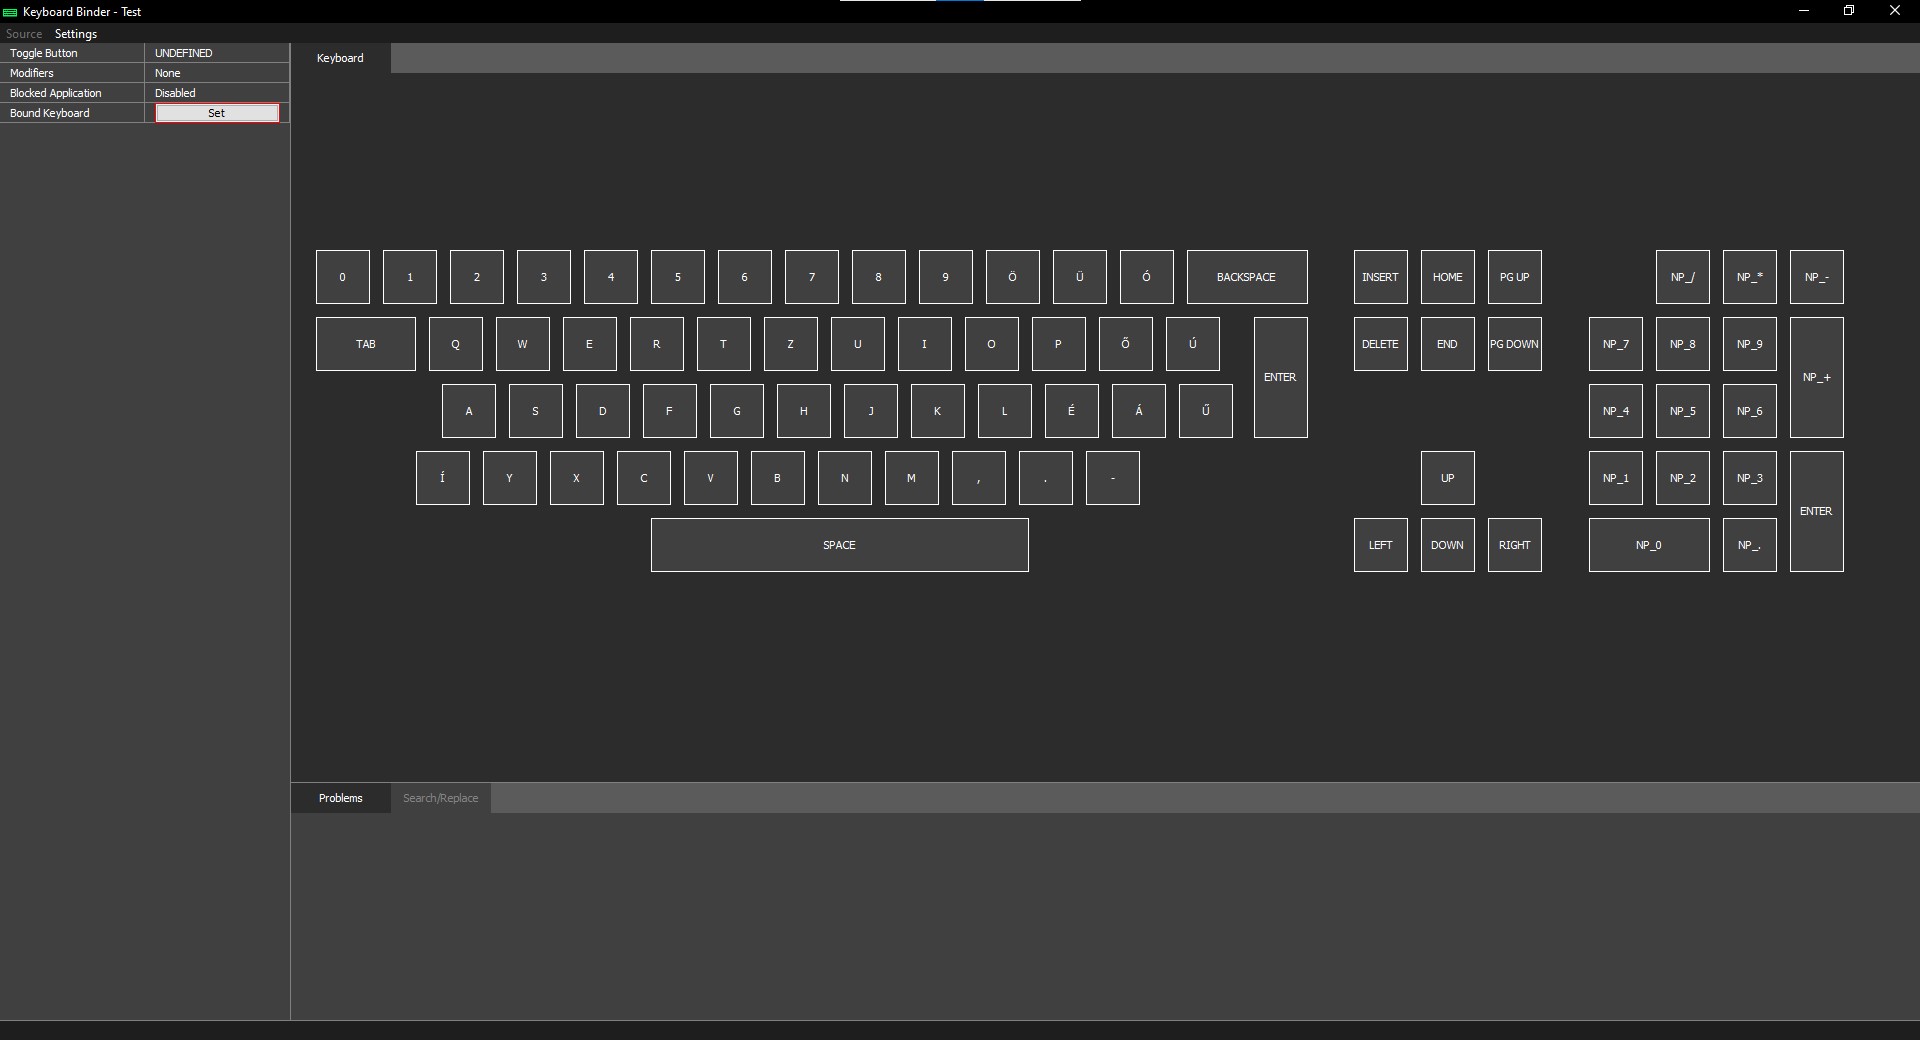 Keyboard Binder - Test
Source Settings
Toggle Button UNDEFINED
Modifiers None
Blocked Application Disabled
Bound Keyboard Set
Keyboard
0 1 2 3 4 5 6 7 8 9 Ö Ü Ó BACKSPACE INSERT HOME PG UP NP_/ NP_* NP_-
TAB Q W E R T Z U I O P Ő Ú ENTER DELETE END PG DOWN NP_7 NP_8 NP_9 NP_+
A S D F G H J K L É Á Ű NP_4 NP_5 NP_6
Í Y X C V B N M , . - UP NP_1 NP_2 NP_3 ENTER
SPACE LEFT DOWN RIGHT NP_0 NP_.
Problems Search/Replace